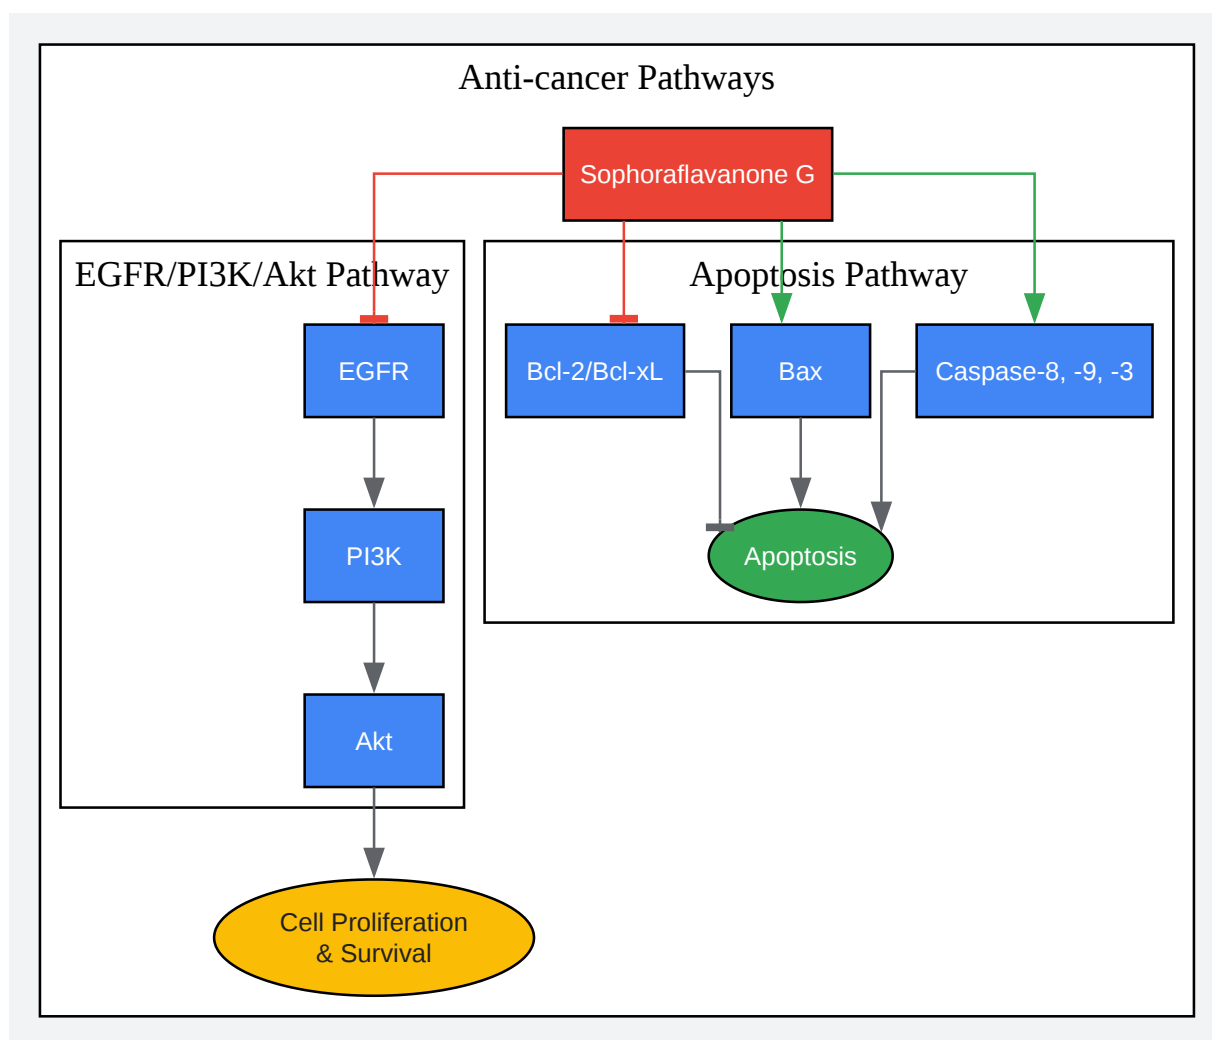 Anti-cancer Pathways
Sophoraflavanone G
EGFR/PI3K/Akt Pathway
Apoptosis Pathway
EGFR
Bcl-2/Bcl-xL
Bax
Caspase-8, -9, -3
PI3K
Apoptosis
Akt
Cell Proliferation
& Survival